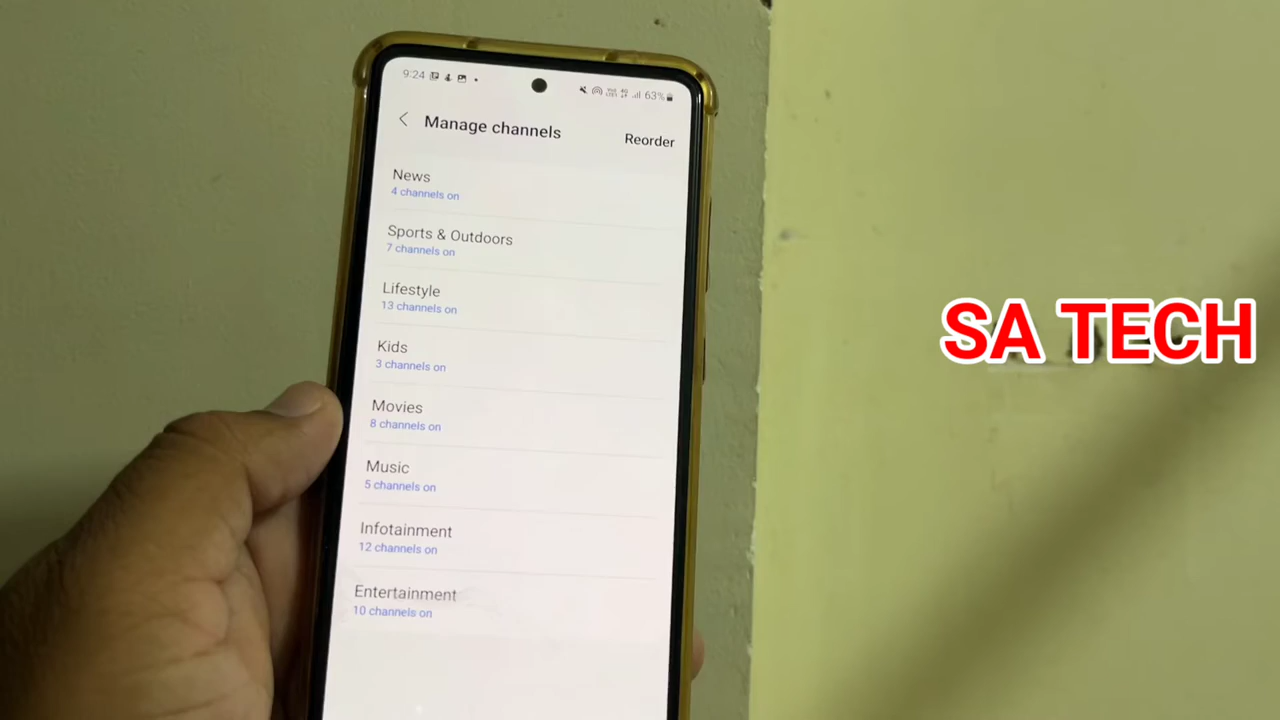 9:24
63%
Manage channels
Reorder
News
4 channels on
Sports & Outdoors
7 channels on
Lifestyle
13 channels on
Kids
3 channels on
Movies
8 channels on
Music
5 channels on
Infotainment
12 channels on
Entertainment
10 channels on
SA TECH